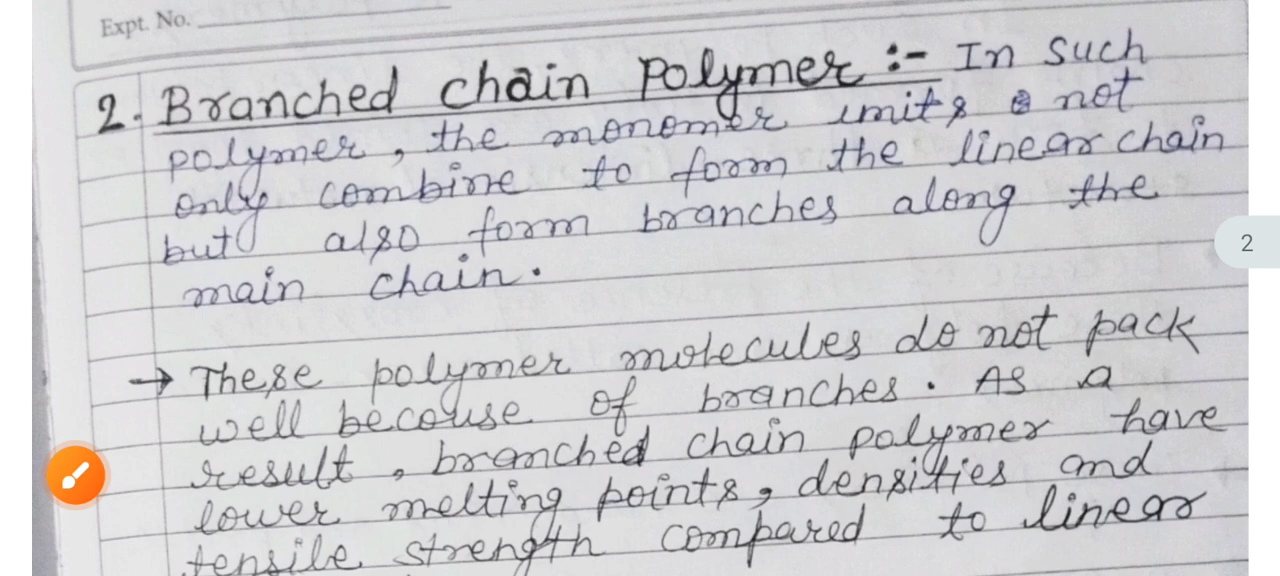 Expt. No.
2. Branched chain Polymer :- In such
polymer, the monomer units not
only combine to form the linear chain
but also form branches along the
main chain.
→ These polymer molecules do not pack
well becouse of branches. As a
result, branched chain polymer have
lower melting points, densities and
tensile strength compared to linear
2